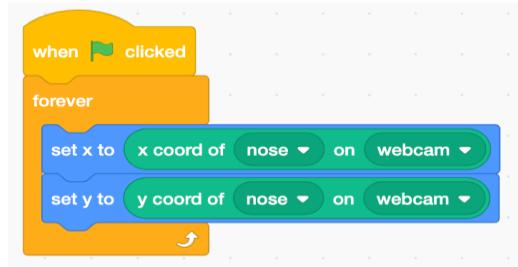 when clicked
forever
set x to x coord of nose on webcam
set y to y coord of nose on webcam